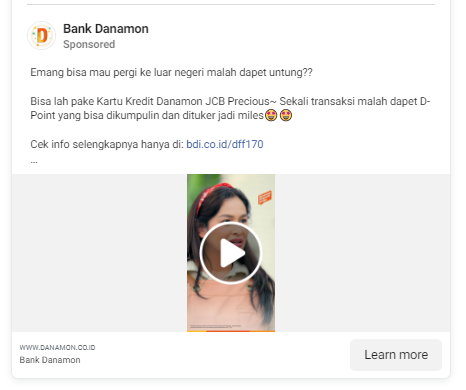 Bank Danamon
Sponsored
Emang bisa mau pergi ke luar negeri malah dapet untung??
Bisa lah pake Kartu Kredit Danamon JCB Precious~ Sekali transaksi malah dapet D-
Point yang bisa dikumpulin dan dituker jadi miles🤩🤩
Cek info selengkapnya hanya di: bdi.co.id/dff170
...
WWW.DANAMON.CO.ID
Bank Danamon
Learn more